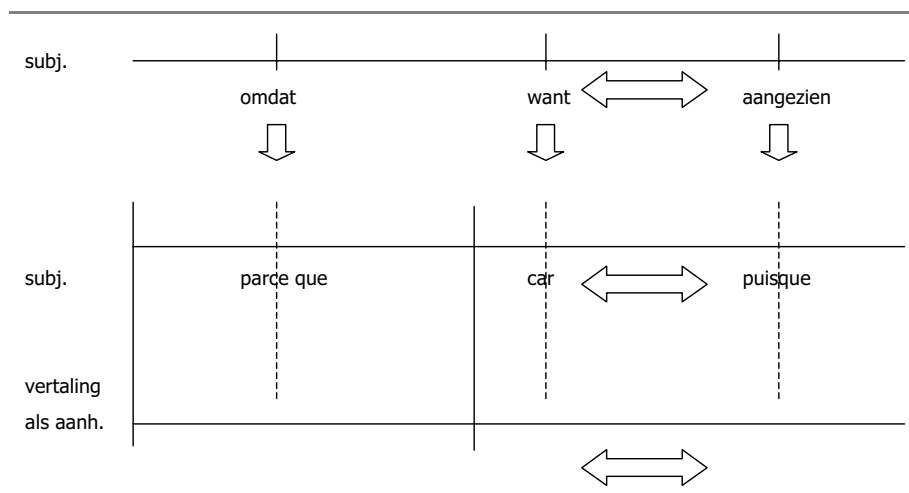 subj.
omdat want aangezien
subj. parce que car puisque
vertaling
als aanh.